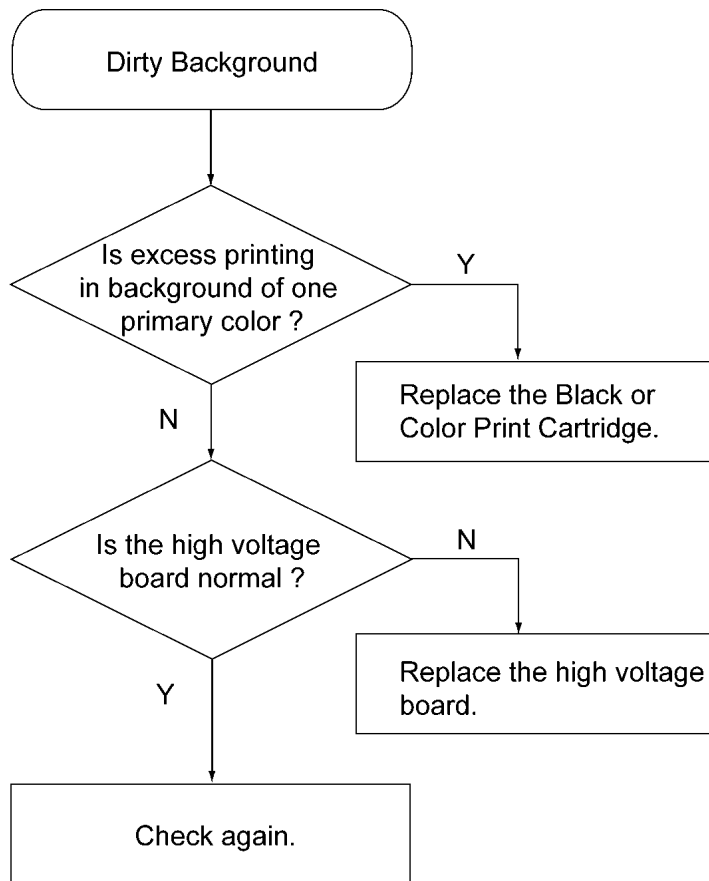 Dirty Background
Is excess printing
in background of one
primary color ?
Y
Replace the Black or
Color Print Cartridge.
N
Is the high voltage
board normal ?
N
Replace the high voltage
board.
Y
Check again.